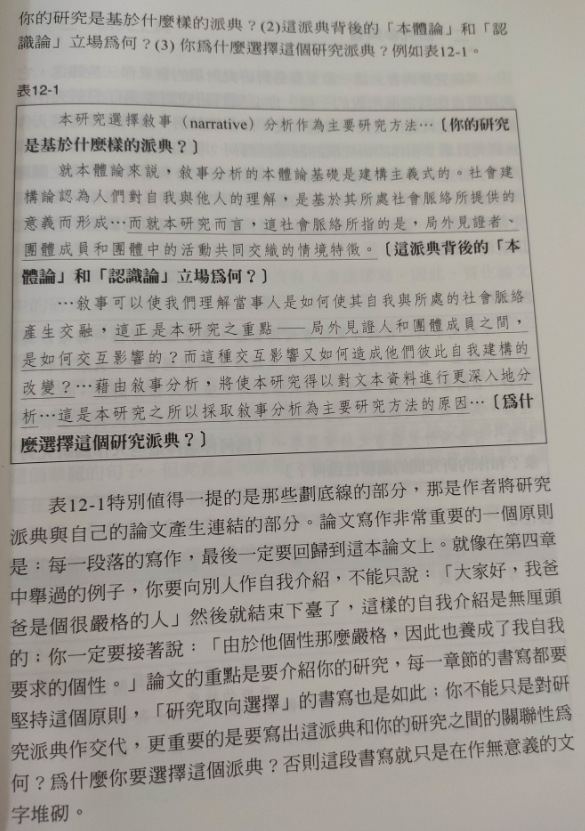 你的研究是基於什麼樣的派典？(2)這派典背後的「本體論」和「認
識論」立場爲何？(3) 你爲什麼選擇這個研究派典？例如表12-1。
表12-1
本研究選擇敘事（narrative）分析作為主要研究方法…〔你的研究
是基於什麼樣的派典？〕
就本體論來說，敘事分析的本體論基礎是建構主義式的。社會建
構論認為人們對自我與他人的理解，是基於其所處社會脈絡所提供的
意義而形成…而就本研究而言，這社會脈絡所指的是，局外見證者、
團體成員和團體中的活動共同交織的情境特徵。〔這派典背後的「本
體論」和「認識論」立場爲何？〕
…敘事可以使我們理解當事人是如何使其自我與所處的社會脈絡
產生交融，這正是本研究之重點——局外見證人和團體成員之間，
是如何交互影響的？而這種交互影響又如何造成他們彼此自我建構的
改變？…藉由敘事分析，將使本研究得以對文本資料進行更深入地分
析…這是本研究之所以採取敘事分析為主要研究方法的原因…〔爲什
麼選擇這個研究派典？〕
表12-1特別值得一提的是那些劃底線的部分，那是作者將研究
派典與自己的論文產生連結的部分。論文寫作非常重要的一個原則
是：每一段落的寫作，最後一定要回歸到這本論文上。就像在第四章
中舉過的例子，你要向別人作自我介紹，不能只說：「大家好，我爸
爸是個很嚴格的人」然後就結束下臺了，這樣的自我介紹是無厘頭
的；你一定要接著說：「由於他個性那麼嚴格，因此也養成了我自我
要求的個性。」論文的重點是要介紹你的研究，每一章節的書寫都要
堅持這個原則，「研究取向選擇」的書寫也是如此；你不能只是對研
究派典作交代，更重要的是要寫出這派典和你的研究之間的關聯性爲
何？爲什麼你要選擇這個派典？否則這段書寫就只是在作無意義的文
字堆砌。